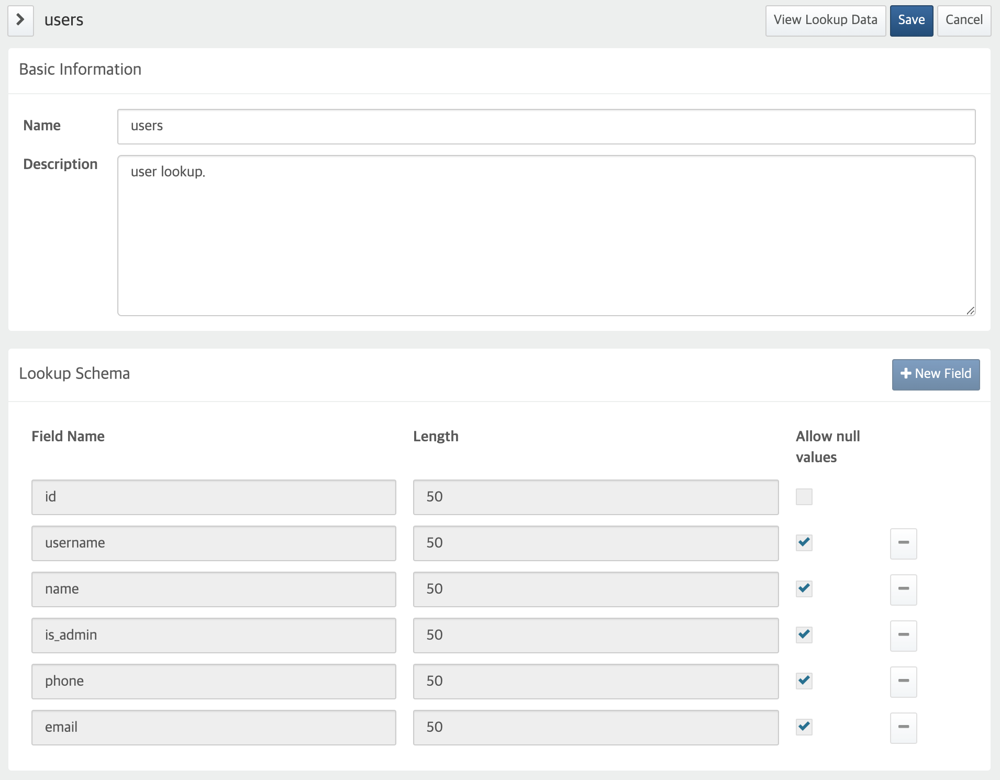 users
View Lookup Data
Save
Cancel
Basic Information
Name
users
Description
user lookup.
Lookup Schema
New Field
Field Name
Length
Allow null
values
id
50
username
50
name
50
is_admin
50
phone
50
email
50